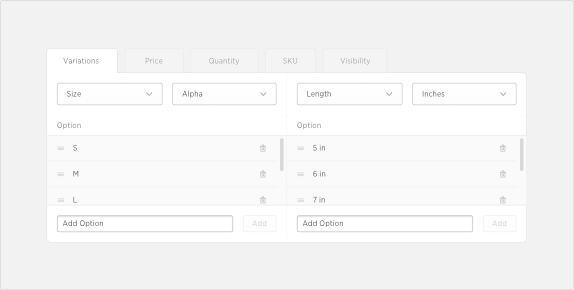 Variations Price Quantity SKU Visibility
Size Alpha Length Inches
Option Option
S 5 in
M 6 in
L 7 in
Add Option Add Add Option Add